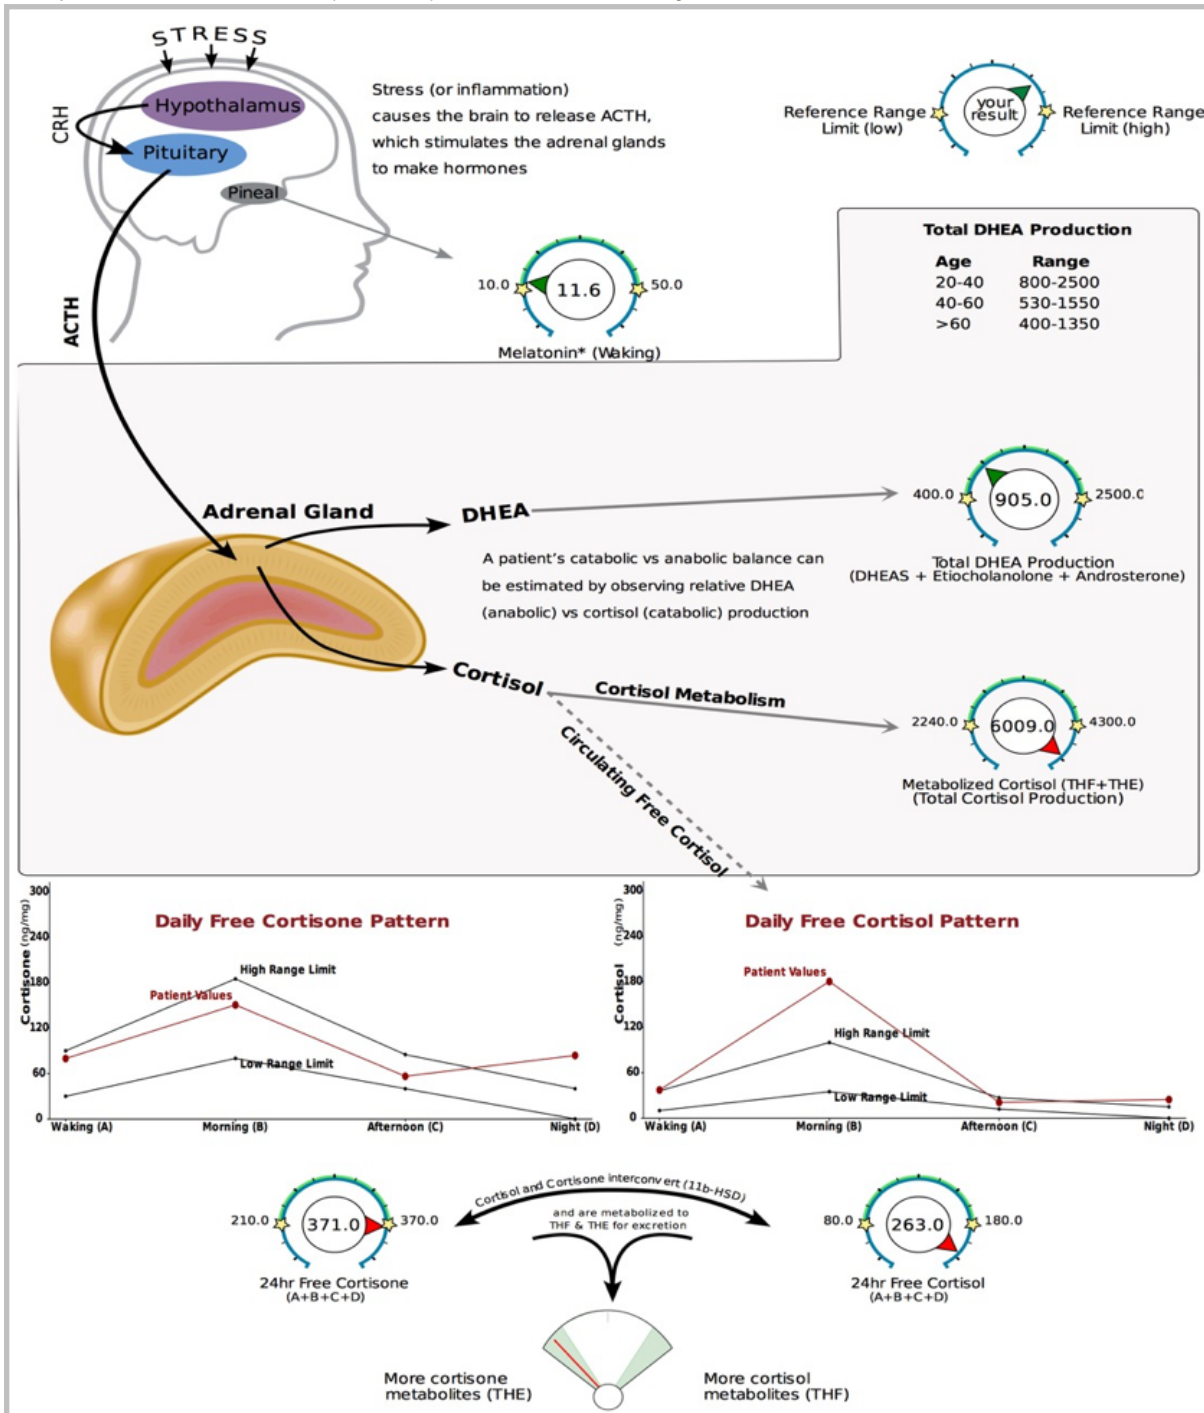 STRESS
Hypothalamus
CRH
Pituitary
Pineal
ACTH
Stress (or inflammation)
causes the brain to release ACTH,
which stimulates the adrenal glands
to make hormones
Reference Range
Limit (low)
your
result
Reference Range
Limit (high)
10.0
11.6
50.0
Melatonin* (Waking)
Total DHEA Production
Age Range
20-40 800-2500
40-60 530-1550
>60 400-1350
Adrenal Gland
DHEA
400.0
905.0
2500.0
Total DHEA Production
(DHEAS + Etiocholanolone + Androsterone)
A patient's catabolic vs anabolic balance can
be estimated by observing relative DHEA
(anabolic) vs cortisol (catabolic) production
Cortisol
Cortisol Metabolism
Circulating Free Cortisol
2240.0
6009.0
4300.0
Metabolized Cortisol (THF+THE)
(Total Cortisol Production)
Daily Free Cortisone Pattern
Cortisone (ng/mg)
300
240
180
120
60
0
High Range Limit
Patient Values
Low Range Limit
Waking (A) Morning (B) Afternoon (C) Night (D)
Daily Free Cortisol Pattern
Cortisol (ng/mg)
300
240
180
120
60
0
Patient Values
High Range Limit
Low Range Limit
Waking (A) Morning (B) Afternoon (C) Night (D)
210.0
371.0
370.0
24hr Free Cortisone
(A+B+C+D)
Cortisol and Cortisone interconvert (11b-HSD)
and are metabolized to
THF & THE for excretion
80.0
263.0
180.0
24hr Free Cortisol
(A+B+C+D)
More cortisone
metabolites (THE)
More cortisol
metabolites (THF)